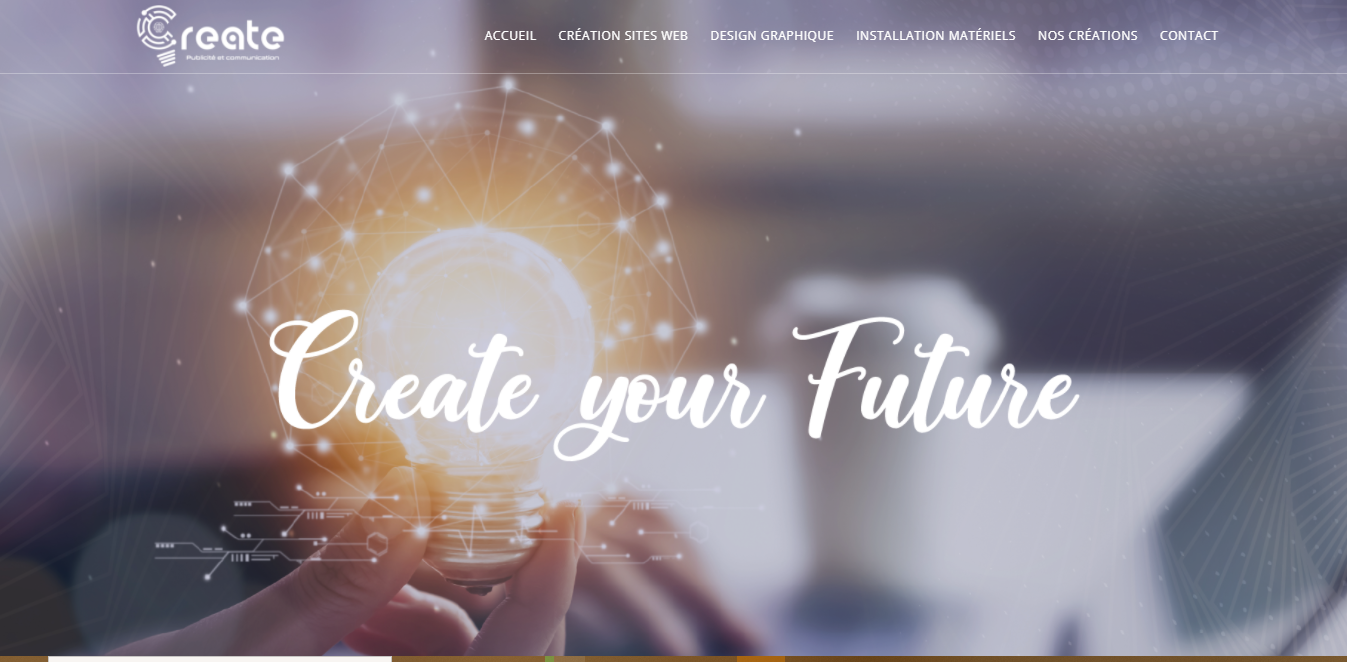 Create
Publicité et communication
ACCUEIL CRÉATION SITES WEB DESIGN GRAPHIQUE INSTALLATION MATÉRIELS NOS CRÉATIONS CONTACT
Create your Future